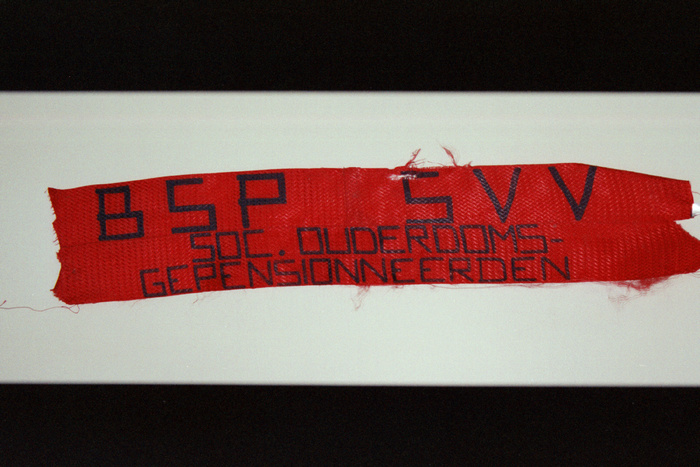 BSP SVV
SOC. OUDERDOMS-
GEPENSIONNEERDEN